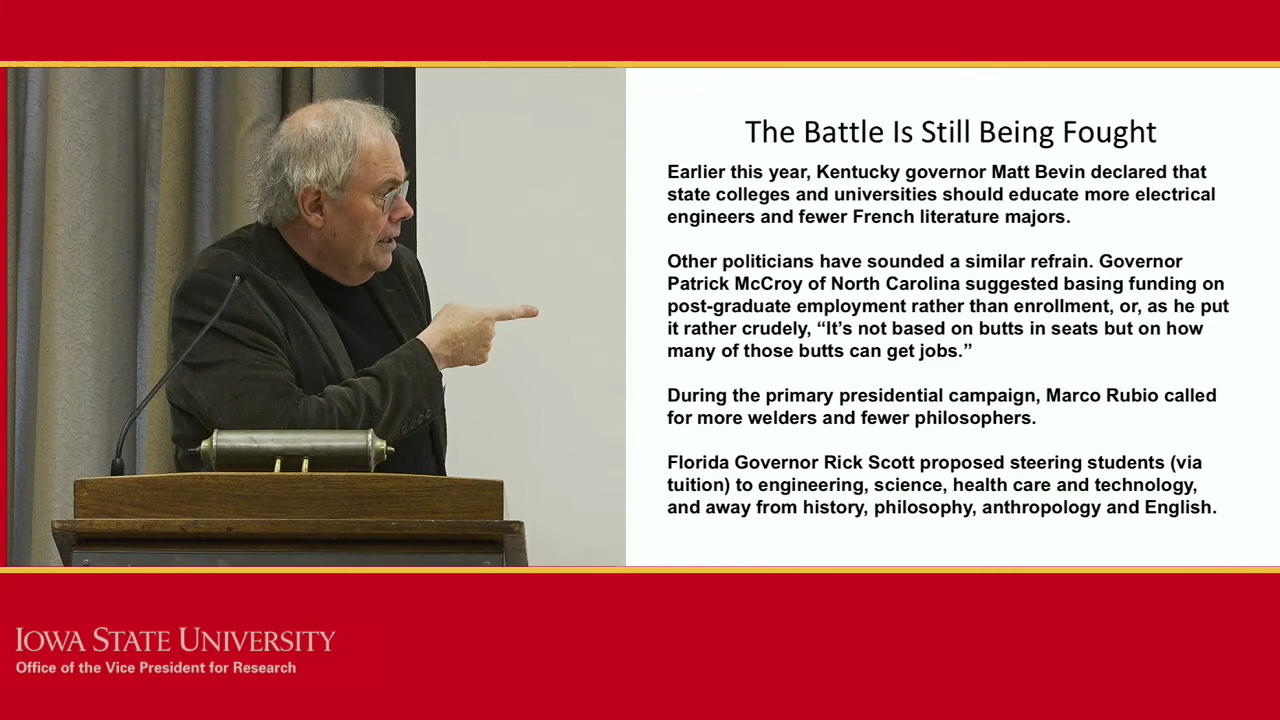 The Battle Is Still Being Fought
Earlier this year, Kentucky governor Matt Bevin declared that
state colleges and universities should educate more electrical
engineers and fewer French literature majors.
Other politicians have sounded a similar refrain. Governor
Patrick McCroy of North Carolina suggested basing funding on
post-graduate employment rather than enrollment, or, as he put
it rather crudely, “It’s not based on butts in seats but on how
many of those butts can get jobs.”
During the primary presidential campaign, Marco Rubio called
for more welders and fewer philosophers.
Florida Governor Rick Scott proposed steering students (via
tuition) to engineering, science, health care and technology,
and away from history, philosophy, anthropology and English.
IOWA STATE UNIVERSITY
Office of the Vice President for Research